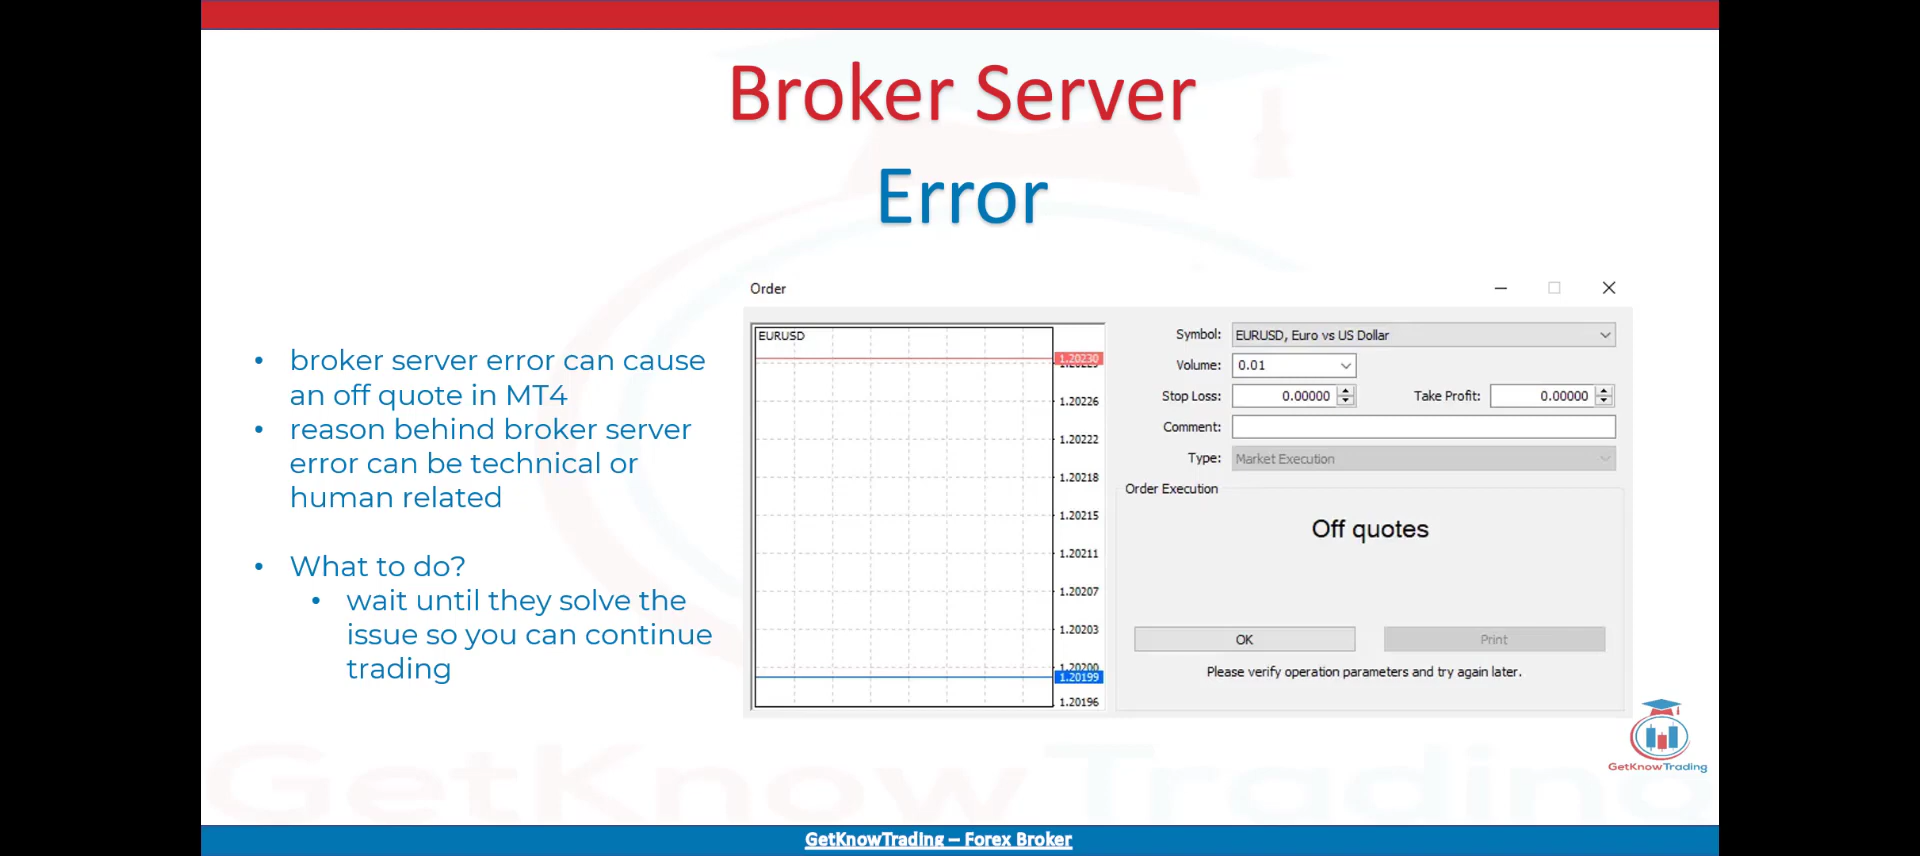 Broker Server
Error
• broker server error can cause
an off quote in MT4
• reason behind broker server
error can be technical or
human related
• What to do?
• wait until they solve the
issue so you can continue
trading
Order
EURUSD
1.20230
1.20226
1.20222
1.20218
1.20215
1.20211
1.20207
1.20203
1.20200
1.20199
1.20196
Symbol: EURUSD, Euro vs US Dollar
Volume: 0.01
Stop Loss: 0.00000 Take Profit: 0.00000
Comment:
Type: Market Execution
Order Execution
Off quotes
OK Print
Please verify operation parameters and try again later.
GetKnowTrading
GetKnow Trading
GetKnowTrading – Forex Broker